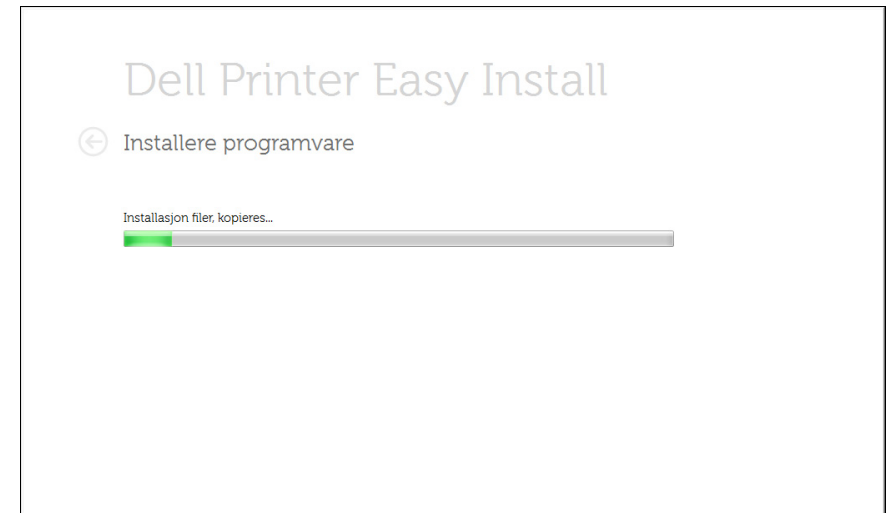 Dell Printer Easy Install
Installere programvare
Installasjon filer, kopieres...